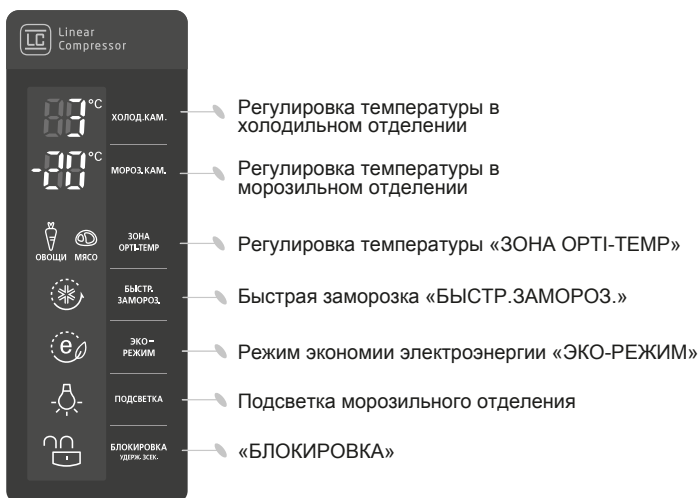 LC Linear
Compressor
3°C
ХОЛОД.КАМ.
Регулировка температуры в
холодильном отделении
-20°C
МОРОЗ.КАМ.
Регулировка температуры в
морозильном отделении
ОВОЩИ МЯСО
ЗОНА
OPTI-TEMP
Регулировка температуры «ЗОНА OPTI-TEMP»
БЫСТР.
ЗАМОРОЗ.
Быстрая заморозка «БЫСТР.ЗАМОРОЗ.»
e
ЭКО-
РЕЖИМ
Режим экономии электроэнергии «ЭКО-РЕЖИМ»
ПОДСВЕТКА
Подсветка морозильного отделения
БЛОКИРОВКА
УДЕРЖ. 3СЕК.
«БЛОКИРОВКА»